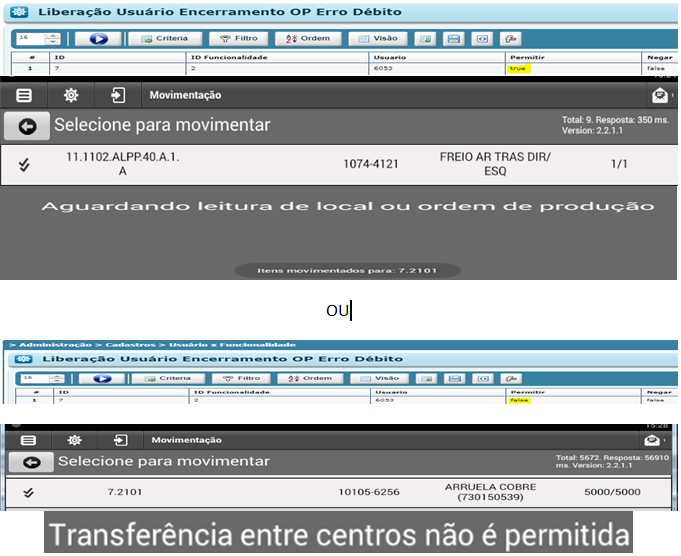 Liberação Usuário Encerramento OP Erro Débito
16 Criteria Filtro Ordem Visão
# ID ID Funcionalidade Usuario Permitir Negar
1 7 2 6053 true false
Movimentação
Selecione para movimentar
Total: 9. Resposta: 350 ms.
Version: 2.2.1.1
11.1102.ALPP.40.A.1.
A
1074-4121
FREIO AR TRAS DIR/
ESQ
1/1
Aguardando leitura de local ou ordem de produção
Itens movimentados para: 7.2101
OU
> Administração > Cadastros > Usuário x Funcionalidade
Liberação Usuário Encerramento OP Erro Débito
16 Criteria Filtro Ordem Visão
# ID ID Funcionalidade Usuario Permitir Negar
1 7 2 6053 false false
15:28
Movimentação
Selecione para movimentar
Total: 5672. Resposta: 56910
ms. Version: 2.2.1.1
7.2101
10105-6256
ARRUELA COBRE
(730150539)
5000/5000
Transferência entre centros não é permitida